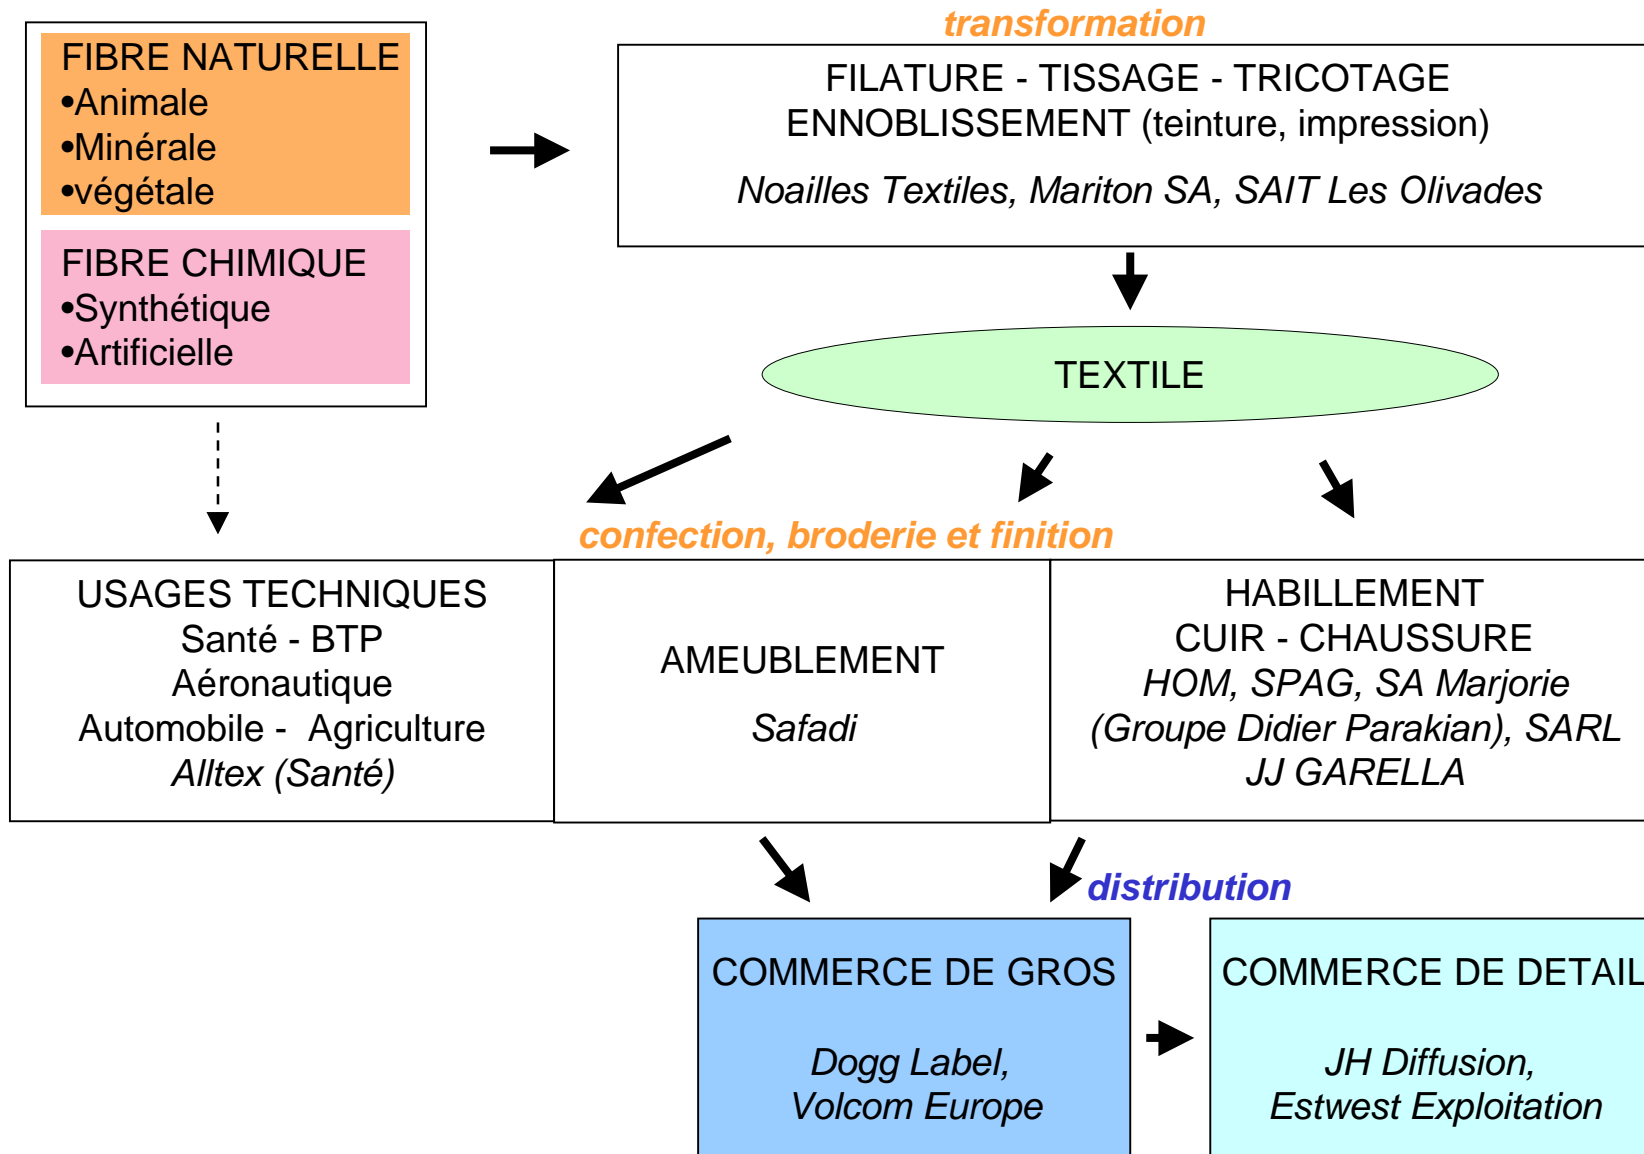 FIBRE NATURELLE
•Animale
•Minérale
•végétale
FIBRE CHIMIQUE
•Synthétique
•Artificielle
transformation
FILATURE - TISSAGE - TRICOTAGE
ENNOBLISSEMENT (teinture, impression)
Noailles Textiles, Mariton SA, SAIT Les Olivades
TEXTILE
confection, broderie et finition
USAGES TECHNIQUES
Santé - BTP
Aéronautique
Automobile - Agriculture
Alltex (Santé)
AMEUBLEMENT
Safadi
HABILLEMENT
CUIR - CHAUSSURE
HOM, SPAG, SA Marjorie
(Groupe Didier Parakian), SARL
JJ GARELLA
distribution
COMMERCE DE GROS
Dogg Label,
Volcom Europe
COMMERCE DE DETAIL
JH Diffusion,
Estwest Exploitation